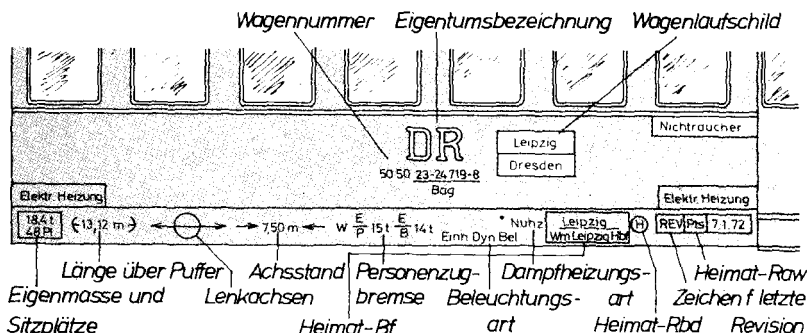 Wagennummer Eigentumsbezeichnung Wagenlaufschild
Nichtraucher
DR
Leipzig
Dresden
50 50 23-24 719-8
Bag
Elektr. Heizung
Elektr. Heizung
18,4 t
48 Pl
(-13,12 m-)
7,50 m
W E/P 15 t E/B 14 t
Einh Dyn Bel
Nuhz
Leipzig
Wm Leipzig Hbf
H
REV Pts 7.1.72
Länge über Puffer Achsstand Personenzug- Dampfheizungs- Heimat-Raw
Eigenmasse und Lenkachsen bremse Beleuchtungs- art Zeichen f letzte
Sitzplätze Heimat-Bf art Heimat-Rbd Revision